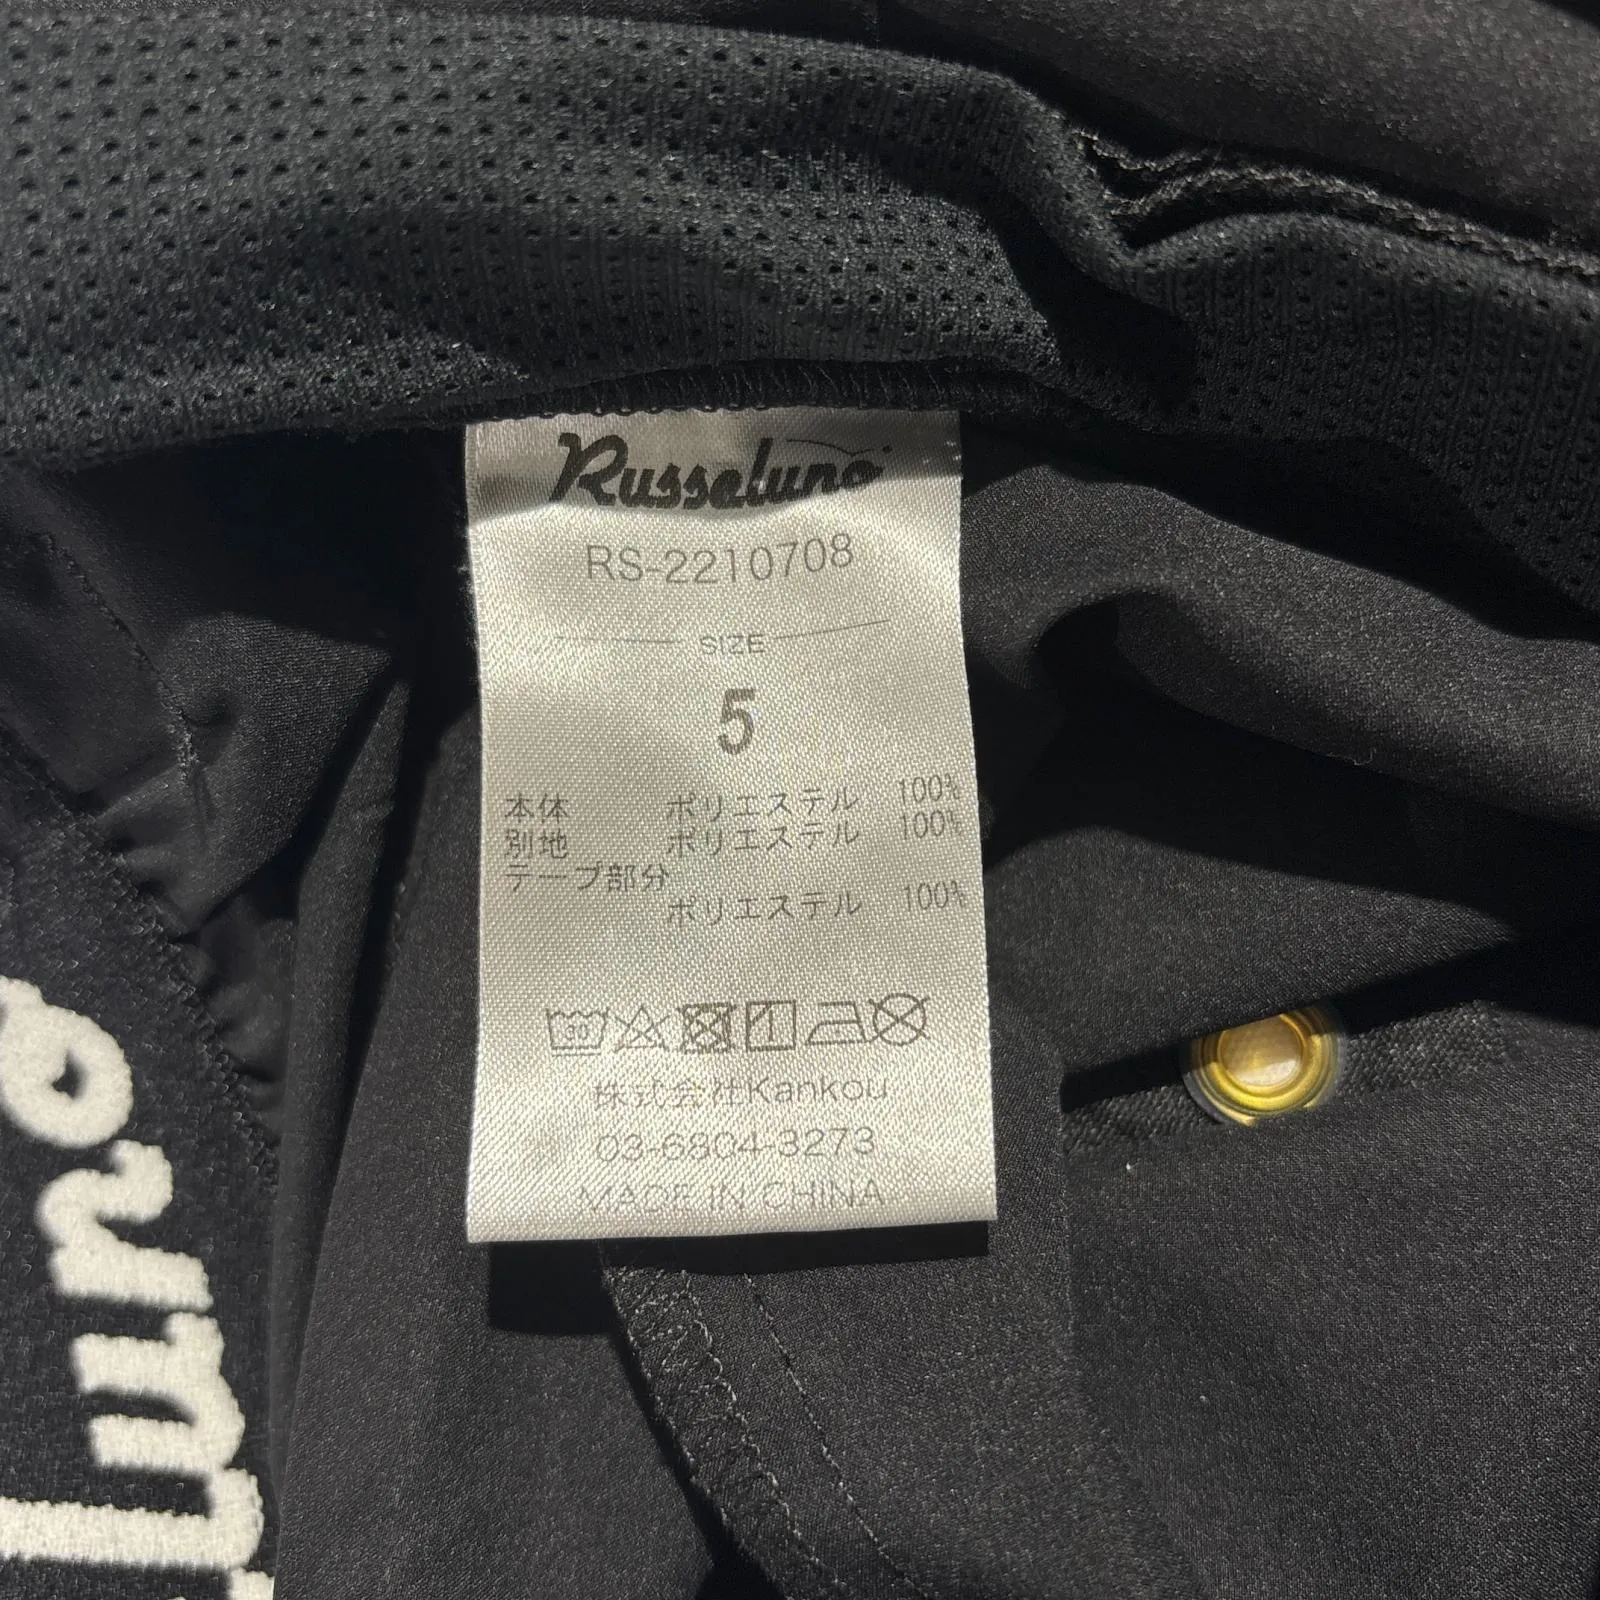 Russeluno
RS-2210708
SIZE
5
本体 ポリエステル 100%
別地 ポリエステル 100%
テープ部分
ポリエステル 100%
30
1
株式会社Kankou
03-6804-3273
MADE IN CHINA